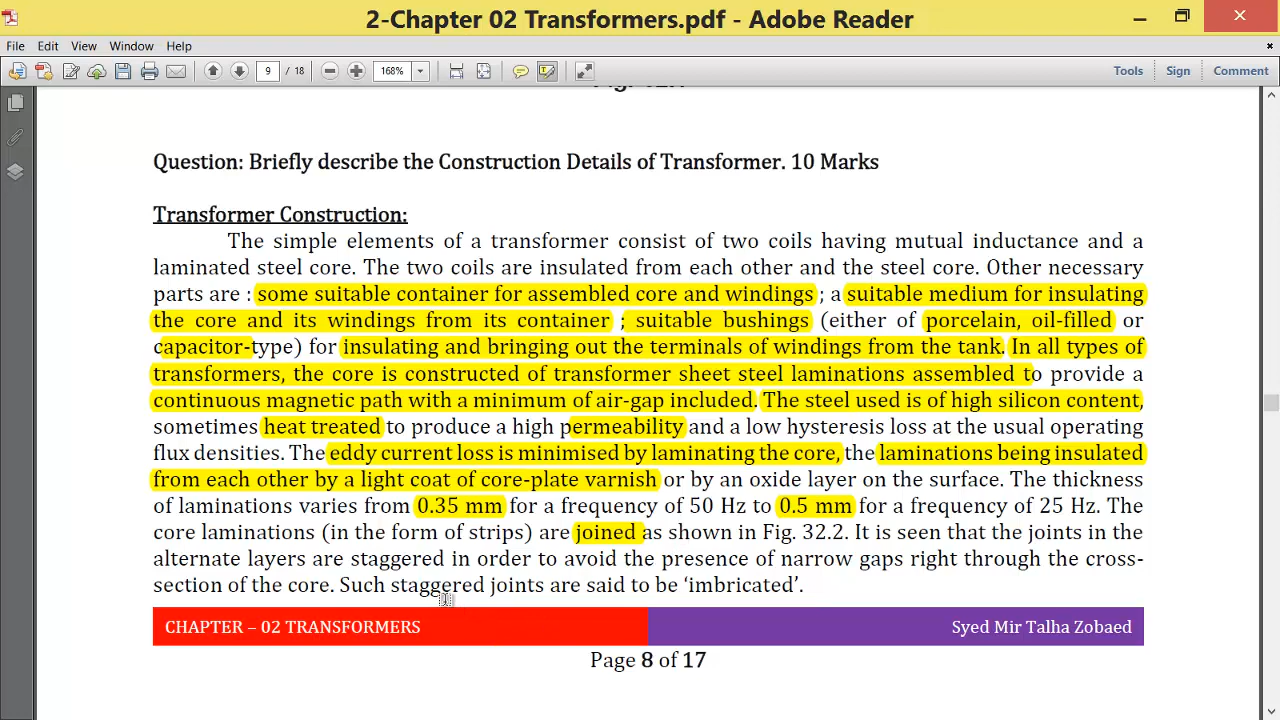 2-Chapter 02 Transformers.pdf - Adobe Reader
File Edit View Window Help
9 / 18 168% Tools Sign Comment
Question: Briefly describe the Construction Details of Transformer. 10 Marks
Transformer Construction:
The simple elements of a transformer consist of two coils having mutual inductance and a
laminated steel core. The two coils are insulated from each other and the steel core. Other necessary
parts are : some suitable container for assembled core and windings ; a suitable medium for insulating
the core and its windings from its container ; suitable bushings (either of porcelain, oil-filled or
capacitor-type) for insulating and bringing out the terminals of windings from the tank. In all types of
transformers, the core is constructed of transformer sheet steel laminations assembled to provide a
continuous magnetic path with a minimum of air-gap included. The steel used is of high silicon content,
sometimes heat treated to produce a high permeability and a low hysteresis loss at the usual operating
flux densities. The eddy current loss is minimised by laminating the core, the laminations being insulated
from each other by a light coat of core-plate varnish or by an oxide layer on the surface. The thickness
of laminations varies from 0.35 mm for a frequency of 50 Hz to 0.5 mm for a frequency of 25 Hz. The
core laminations (in the form of strips) are joined as shown in Fig. 32.2. It is seen that the joints in the
alternate layers are staggered in order to avoid the presence of narrow gaps right through the cross-
section of the core. Such staggered joints are said to be ‘imbricated’.
CHAPTER – 02 TRANSFORMERS Syed Mir Talha Zobaed
Page 8 of 17